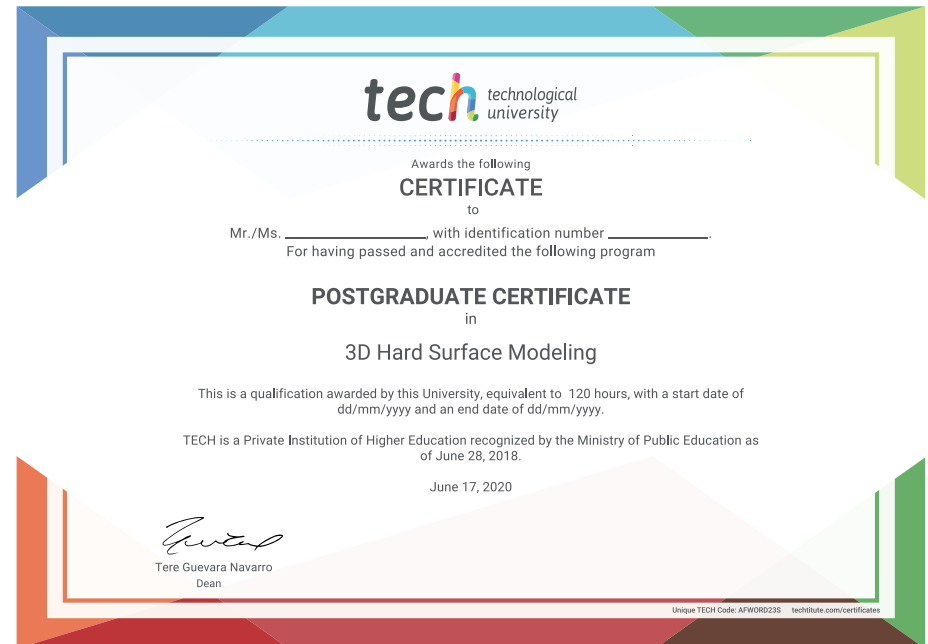 tech technological
university
Awards the following
CERTIFICATE
to
Mr./Ms. ____________________, with identification number ______________.
For having passed and accredited the following program
POSTGRADUATE CERTIFICATE
in
3D Hard Surface Modeling
This is a qualification awarded by this University, equivalent to 120 hours, with a start date of
dd/mm/yyyy and an end date of dd/mm/yyyy.
TECH is a Private Institution of Higher Education recognized by the Ministry of Public Education as
of June 28, 2018.
June 17, 2020
Tere Guevara Navarro
Dean
Unique TECH Code: AFWORD23S techtitute.com/certificates